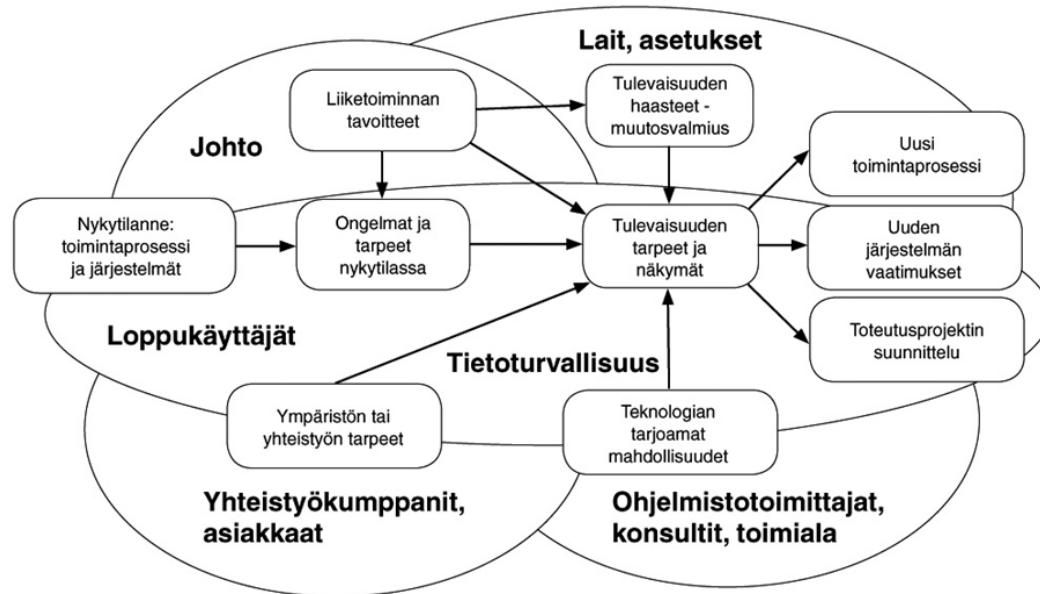 Lait, asetukset
Liiketoiminnan
tavoitteet
Tulevaisuuden
haasteet -
muutosvalmius
Johto
Uusi
toimintaprosessi
Nykytilanne:
toimintaprosessi
ja järjestelmät
Ongelmat ja
tarpeet
nykytilassa
Tulevaisuuden
tarpeet ja
näkymät
Uuden
järjestelmän
vaatimukset
Loppukäyttäjät
Tietoturvallisuus
Toteutusprojektin
suunnittelu
Ympäristön tai
yhteistyön tarpeet
Teknologian
tarjoamat
mahdollisuudet
Yhteistyökumppanit,
asiakkaat
Ohjelmistotoimittajat,
konsultit, toimiala